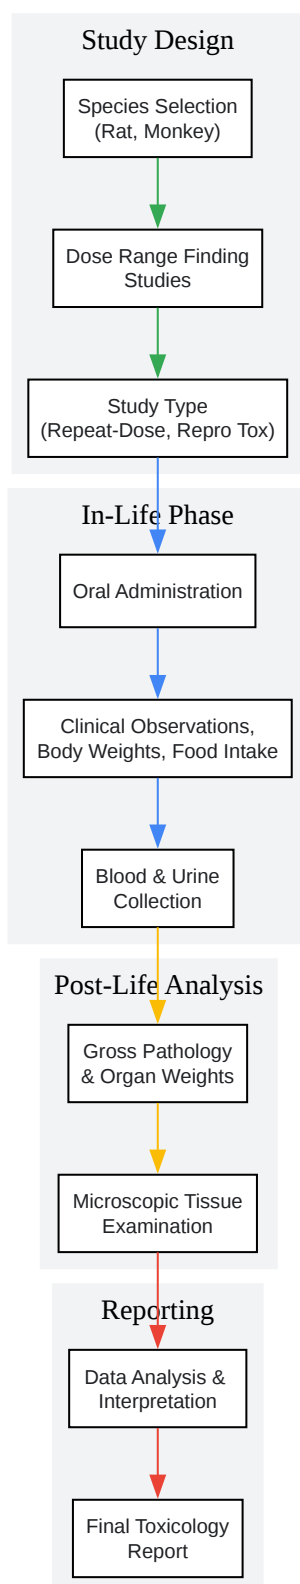 Study Design
Species Selection
(Rat, Monkey)
Dose Range Finding
Studies
Study Type
(Repeat-Dose, Repro Tox)
In-Life Phase
Oral Administration
Clinical Observations,
Body Weights, Food Intake
Blood & Urine
Collection
Post-Life Analysis
Gross Pathology
& Organ Weights
Microscopic Tissue
Examination
Reporting
Data Analysis &
Interpretation
Final Toxicology
Report